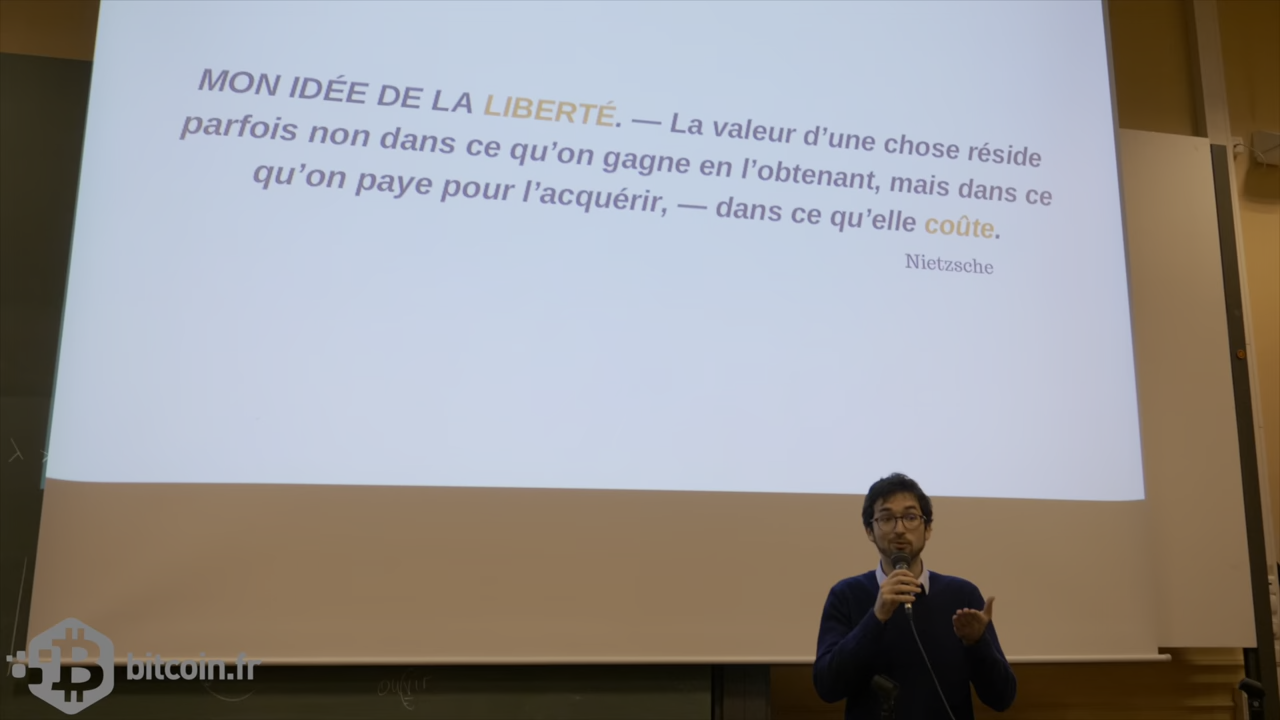 MON IDÉE DE LA LIBERTÉ. — La valeur d’une chose réside
parfois non dans ce qu’on gagne en l’obtenant, mais dans ce
qu’on paye pour l’acquérir, — dans ce qu’elle coûte.
Nietzsche
bitcoin.fr